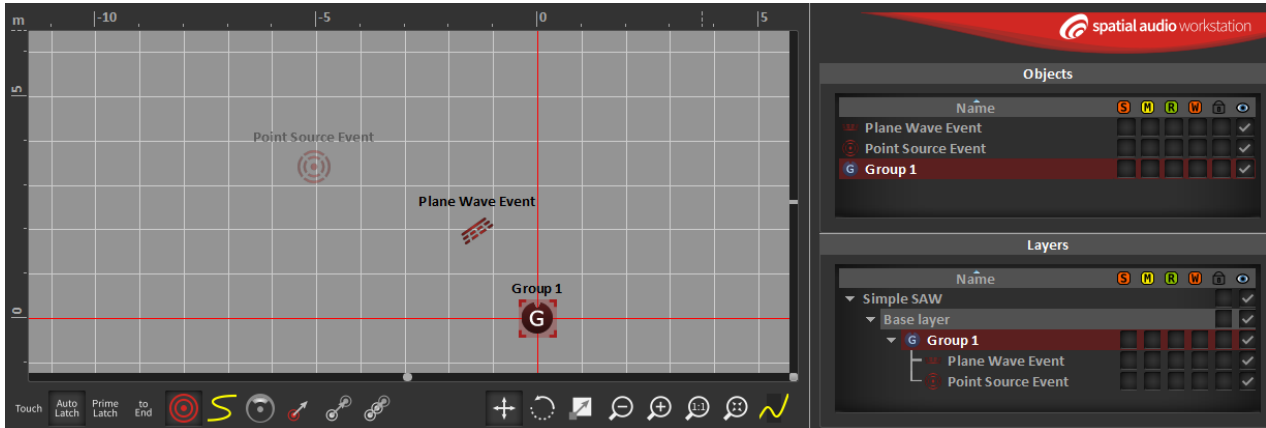 m
-10
-5
0
5
5
0
Point Source Event
Plane Wave Event
Group 1
G
Touch
Auto
Latch
Prime
Latch
to
End
1:1
spatial audio workstation
Objects
Name S M R W
Plane Wave Event
Point Source Event
G Group 1
Layers
Name S M R W
Simple SAW
Base layer
G Group 1
Plane Wave Event
Point Source Event